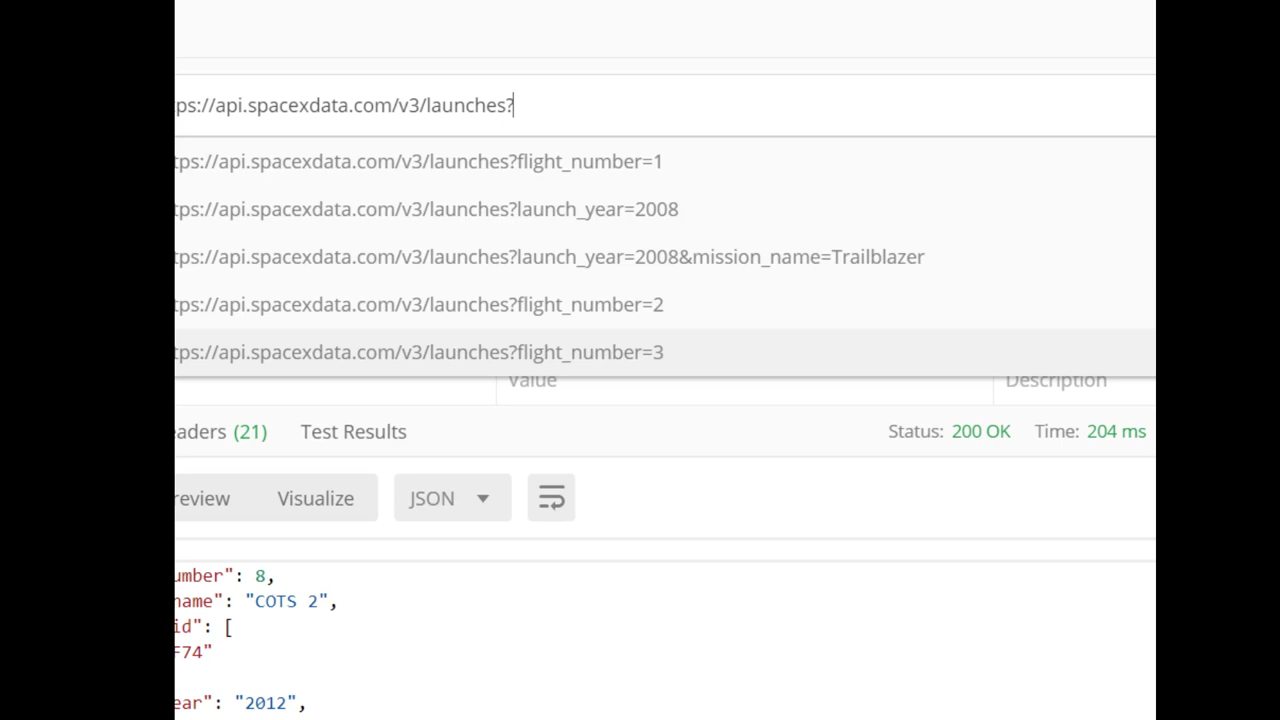 ps://api.spacexdata.com/v3/launches?
tps://api.spacexdata.com/v3/launches?flight_number=1
tps://api.spacexdata.com/v3/launches?launch_year=2008
tps://api.spacexdata.com/v3/launches?launch_year=2008&mission_name=Trailblazer
tps://api.spacexdata.com/v3/launches?flight_number=2
tps://api.spacexdata.com/v3/launches?flight_number=3
Value Description
eaders (21) Test Results Status: 200 OK Time: 204 ms
review Visualize JSON
umber": 8,
name": "COTS 2",
id": [
F74"
ear": "2012",